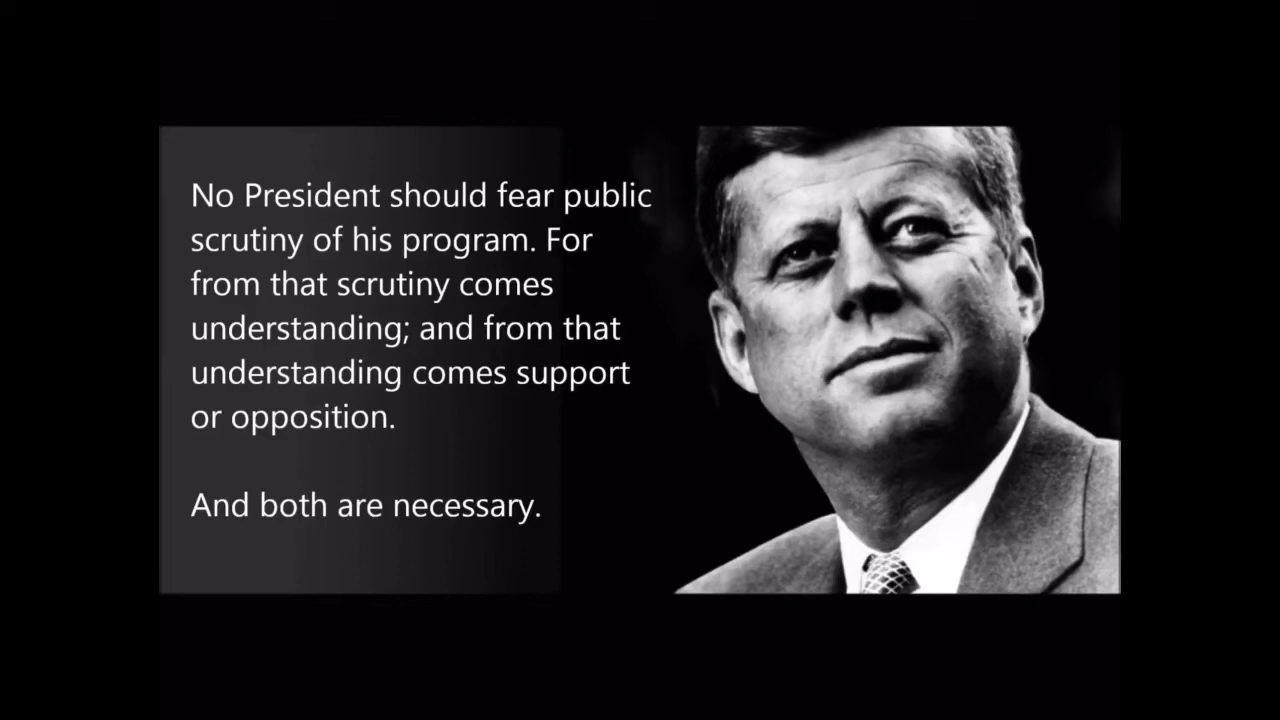 No President should fear public
scrutiny of his program. For
from that scrutiny comes
understanding; and from that
understanding comes support
or opposition.
And both are necessary.